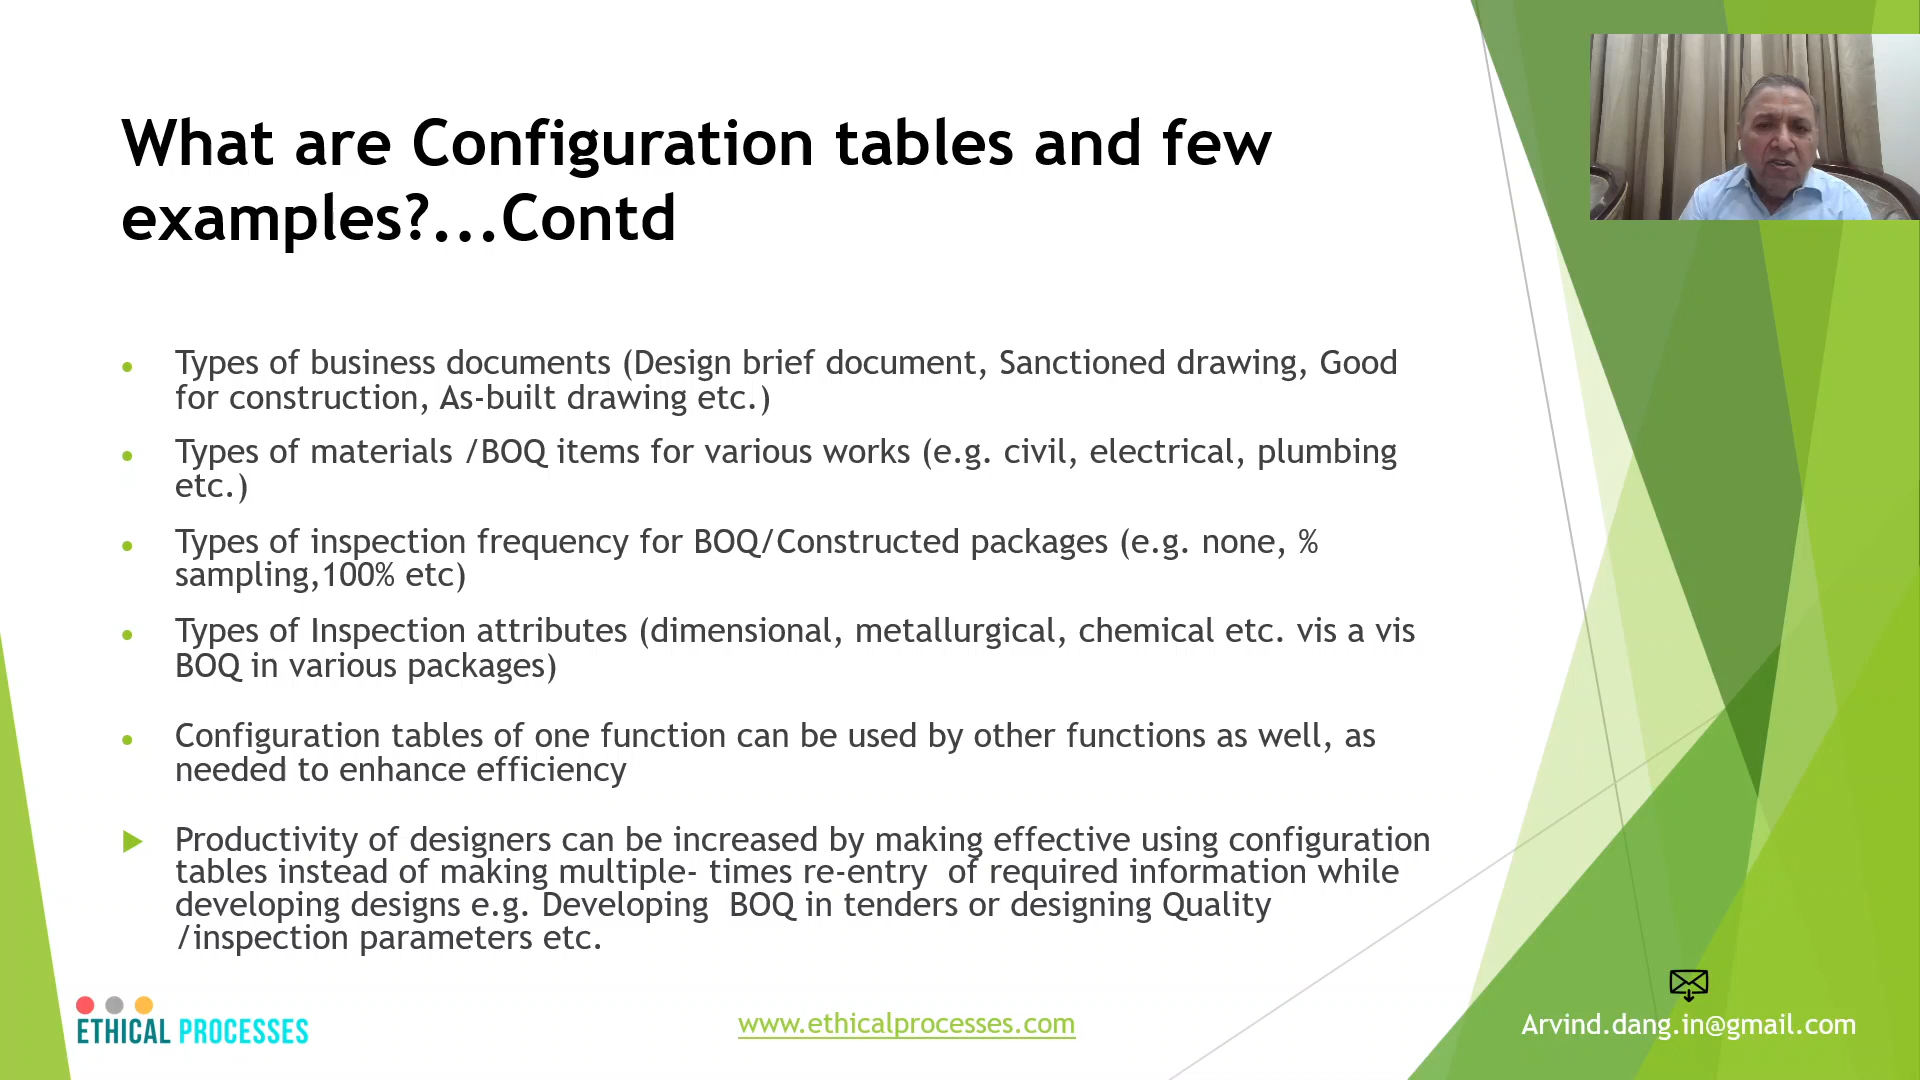 What are Configuration tables and few
examples?...Contd
Types of business documents (Design brief document, Sanctioned drawing, Good
for construction, As-built drawing etc.)
Types of materials /BOQ items for various works (e.g. civil, electrical, plumbing
etc.)
Types of inspection frequency for BOQ/Constructed packages (e.g. none, %
sampling,100% etc)
Types of Inspection attributes (dimensional, metallurgical, chemical etc. vis a vis
BOQ in various packages)
Configuration tables of one function can be used by other functions as well, as
needed to enhance efficiency
Productivity of designers can be increased by making effective using configuration
tables instead of making multiple- times re-entry  of required information while
developing designs e.g. Developing  BOQ in tenders or designing Quality
/inspection parameters etc.
ETHICAL PROCESSES
www.ethicalprocesses.com
Arvind.dang.in@gmail.com